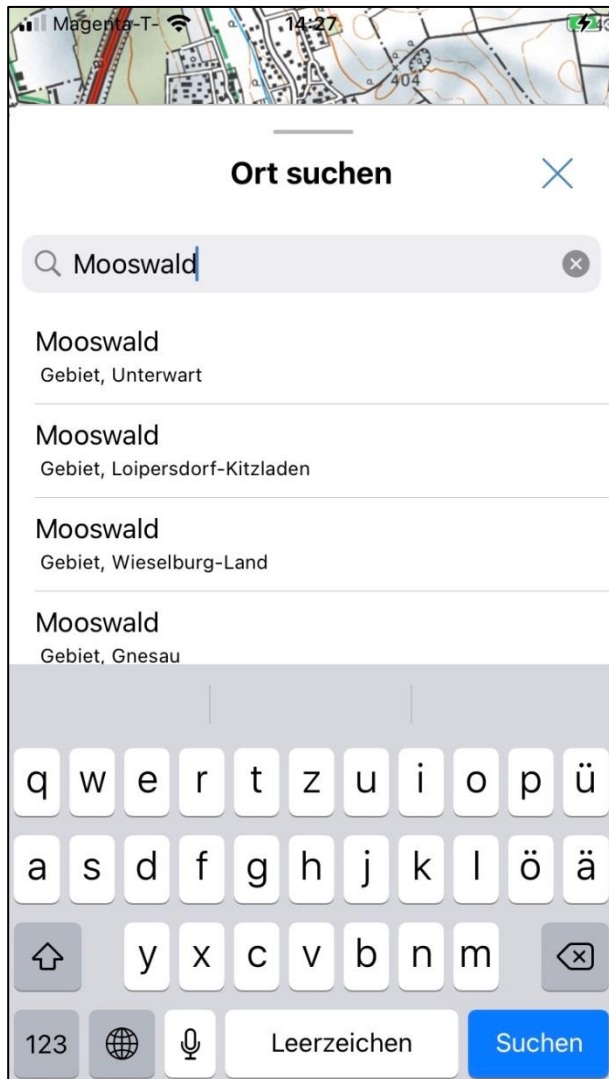 Magenta-T-
14:27
404
Ort suchen
Mooswald
Mooswald
Gebiet, Unterwart
Mooswald
Gebiet, Loipersdorf-Kitzladen
Mooswald
Gebiet, Wieselburg-Land
Mooswald
Gebiet, Gnesau
q w e r t z u i o p ü
a s d f g h j k l ö ä
y x c v b n m
123 Leerzeichen Suchen